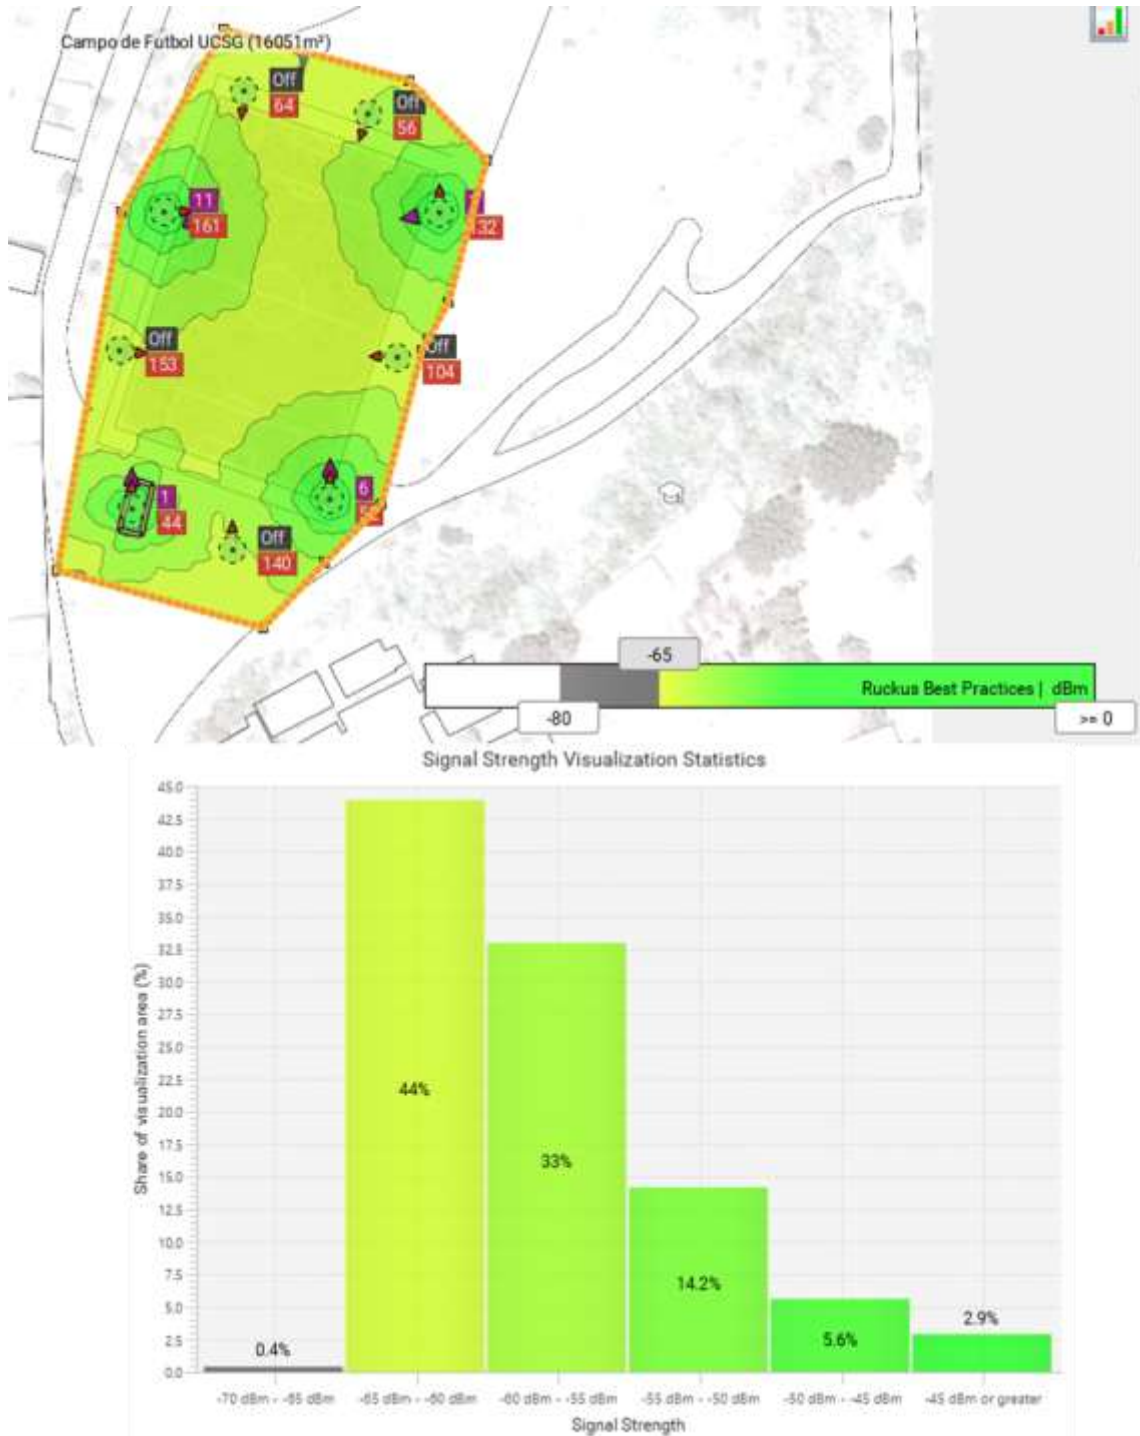 Campo de Futbol UCSG (16051m²)
Off
64
Off
56
11
161
132
Off
153
Off
104
1
44
6
Off
140
-65
Ruckus Best Practices | dBm
-80
>= 0
Signal Strength Visualization Statistics
Share of visualization area (%)
45.0
42.5
40.0
37.5
35.0
32.5
30.0
27.5
25.0
22.5
20.0
17.5
15.0
12.5
10.0
7.5
5.0
2.5
0.0
0.4%
44%
33%
14.2%
5.6%
2.9%
-70 dBm - -65 dBm
-65 dBm - -60 dBm
-60 dBm - -55 dBm
-55 dBm - -50 dBm
-50 dBm - -45 dBm
-45 dBm or greater
Signal Strength